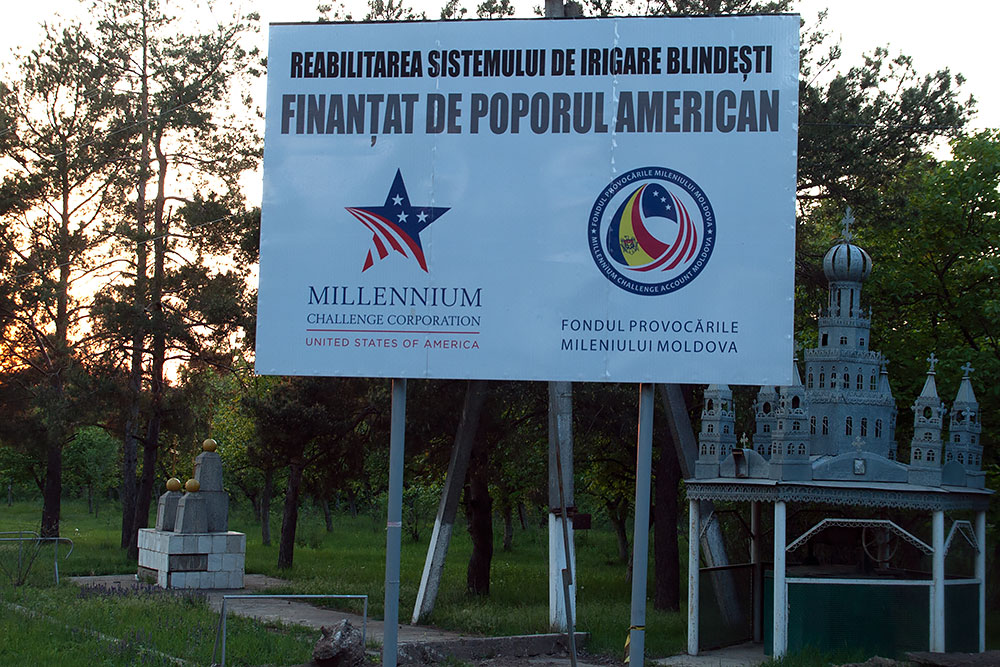 REABILITAREA SISTEMULUI DE IRIGARE BLINDEȘTI
FINANȚAT DE POPORUL AMERICAN
MILLENNIUM
CHALLENGE CORPORATION
UNITED STATES OF AMERICA
FONDUL PROVOCĂRILE MILENIULUI MOLDOVA
MILLENNIUM CHALLENGE ACCOUNT MOLDOVA
FONDUL PROVOCĂRILE
MILENIULUI MOLDOVA